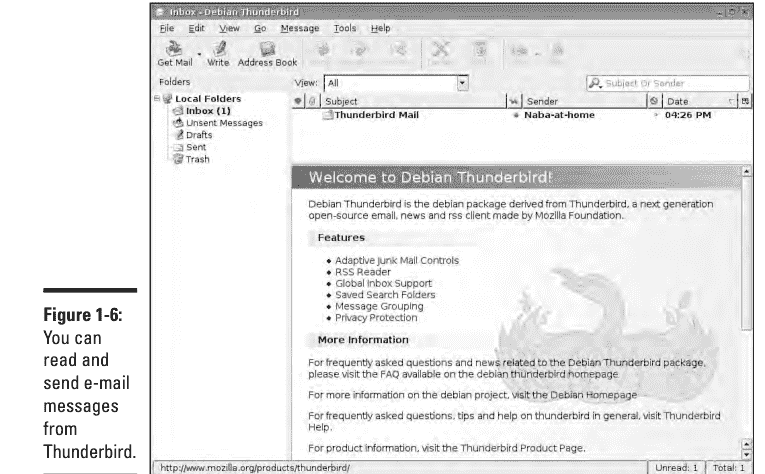 Inbox - Debian Thunderbird
File Edit View Go Message Tools Help
Get Mail Write Address Book
Folders
View: All
Subject Or Sender
Local Folders
Inbox (1)
Unsent Messages
Drafts
Sent
Trash
Subject Sender Date
Thunderbird Mail Naba-at-home 04:26 PM
Welcome to Debian Thunderbird!
Debian Thunderbird is the debian package derived from Thunderbird, a next generation
open-source email, news and rss client made by Mozilla Foundation.
Features
Adaptive Junk Mail Controls
RSS Reader
Global Inbox Support
Saved Search Folders
Message Grouping
Privacy Protection
More Information
For frequently asked questions and news related to the Debian Thunderbird package,
please visit the FAQ available on the debian thunderbird homepage
For more information on the debian project, visit the Debian Homepage
For frequently asked questions, tips and help on thunderbird in general, visit Thunderbird
Help.
For product information, visit the Thunderbird Product Page.
http://www.mozilla.org/products/thunderbird/ Unread: 1 Total: 1
Figure 1-6:
You can
read and
send e-mail
messages
from
Thunderbird.